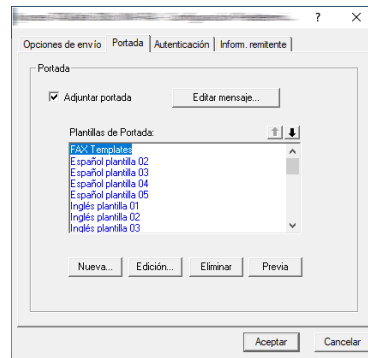 ?
Opciones de envío Portada Autenticación Inform. remitente
Portada
Adjuntar portada Editar mensaje...
Plantillas de Portada:
FAX Templates
Español plantilla 02
Español plantilla 03
Español plantilla 04
Español plantilla 05
Inglés plantilla 01
Inglés plantilla 02
Inglés plantilla 03
Nueva... Edición... Eliminar Previa
Aceptar Cancelar